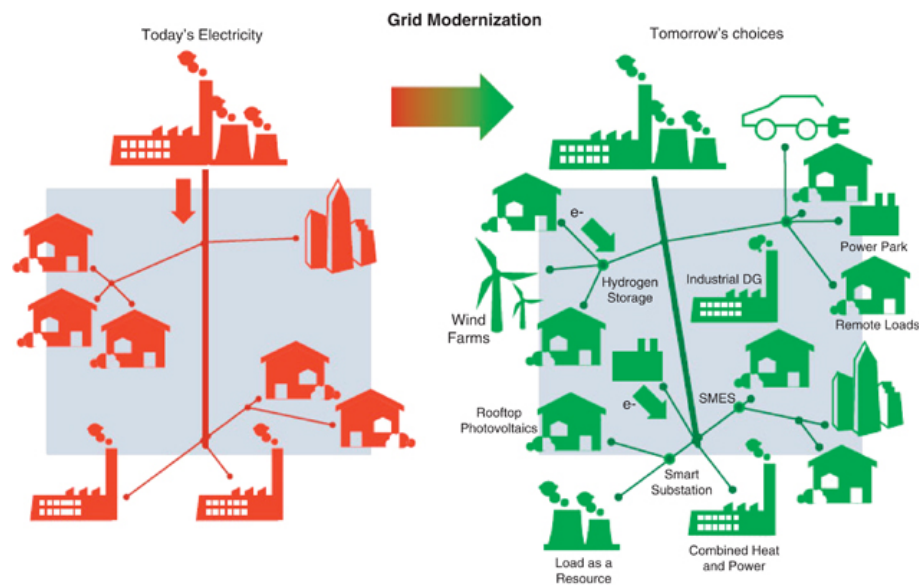 Grid Modernization
Today's Electricity
Tomorrow's choices
e-
Power Park
Hydrogen
Storage
Industrial DG
Wind
Farms
Remote Loads
e-
SMES
Rooftop
Photovoltaics
Smart
Substation
Load as a
Resource
Combined Heat
and Power